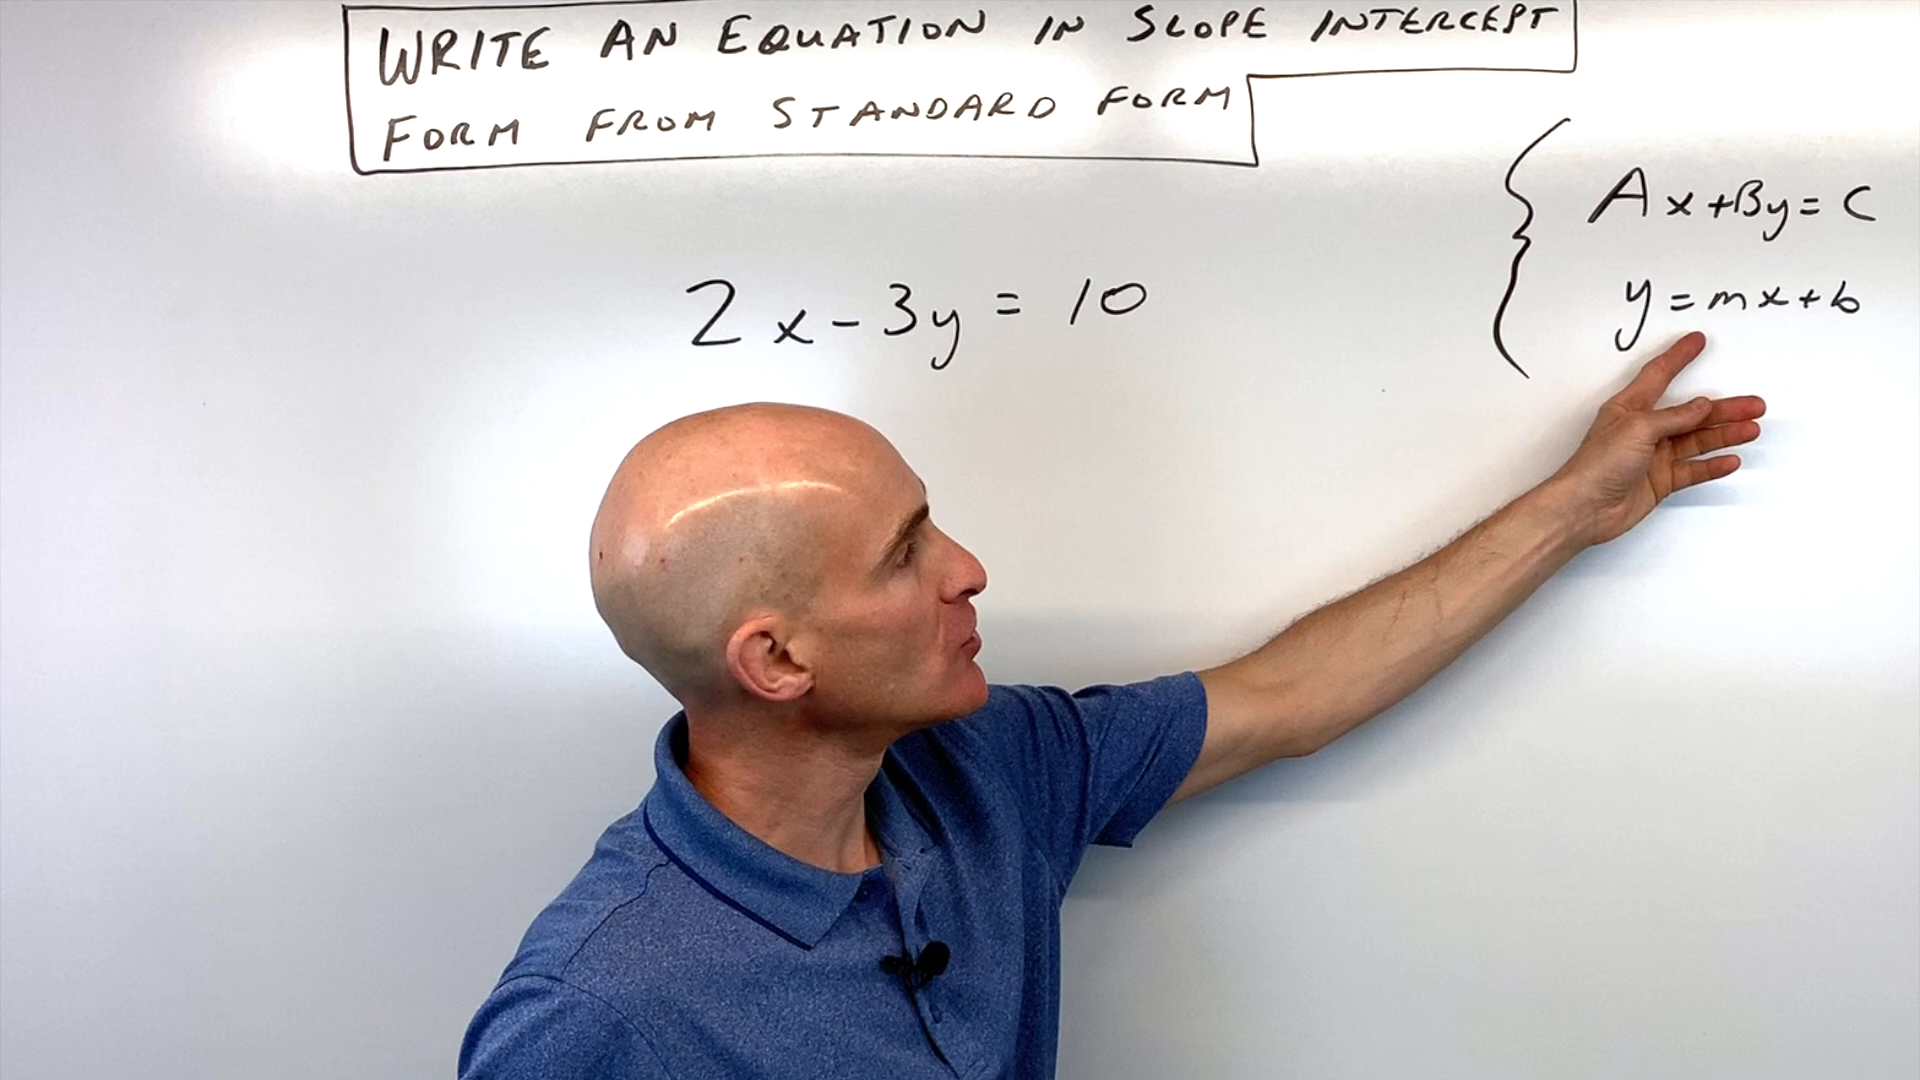 WRITE AN EQUATION IN SLOPE INTERCEPT
FORM FROM STANDARD FORM
Ax+By=C
2x-3y=10
y=mx+b